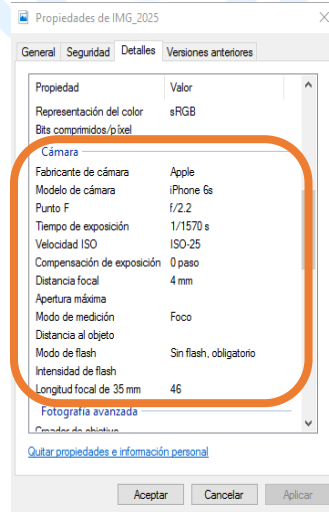 Propiedades de IMG_2025
General Seguridad Detalles Versiones anteriores
Propiedad Valor
Representación del color sRGB
Bits comprimidos/píxel
Cámara
Fabricante de cámara Apple
Modelo de cámara iPhone 6s
Punto F f/2.2
Tiempo de exposición 1/1570 s
Velocidad ISO ISO-25
Compensación de exposición 0 paso
Distancia focal 4 mm
Apertura máxima
Modo de medición Foco
Distancia al objeto
Modo de flash Sin flash, obligatorio
Intensidad de flash
Longitud focal de 35 mm 46
Fotografía avanzada
Creador de objetivo
Quitar propiedades e información personal
Aceptar Cancelar Aplicar